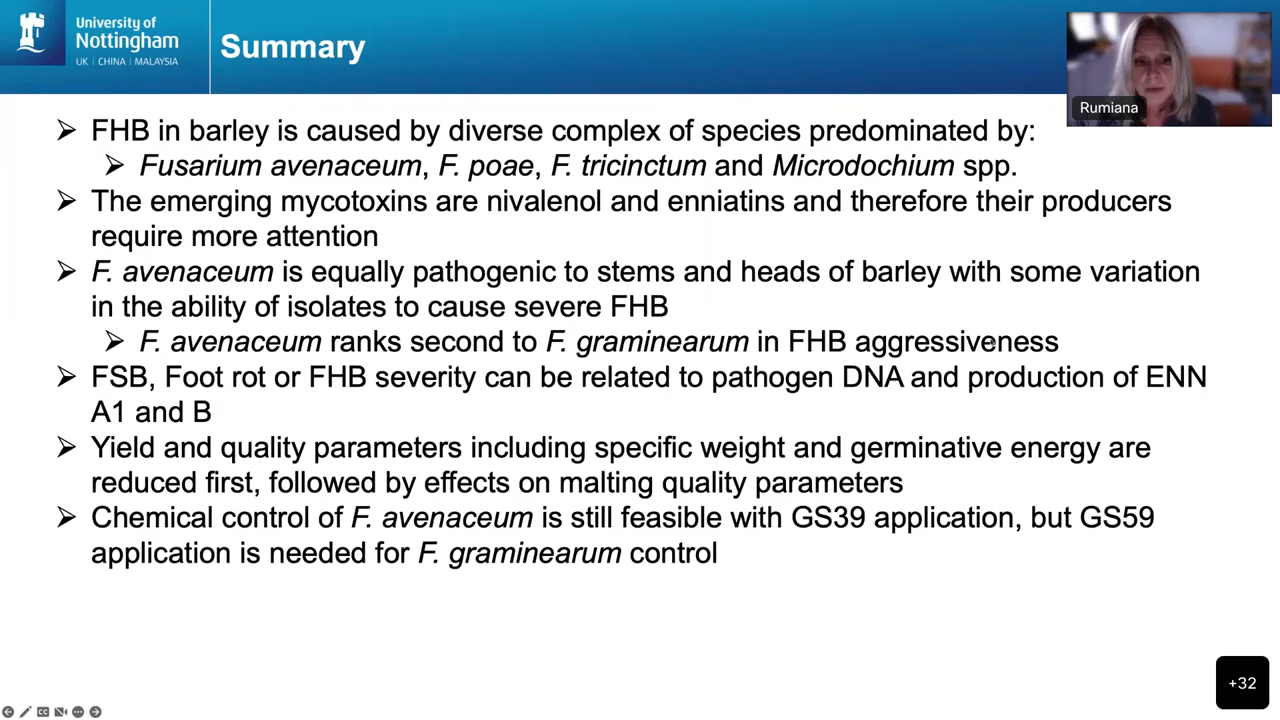 University of
Nottingham
UK | CHINA | MALAYSIA
Summary
Rumiana
➢ FHB in barley is caused by diverse complex of species predominated by:
➢ Fusarium avenaceum, F. poae, F. tricinctum and Microdochium spp.
➢ The emerging mycotoxins are nivalenol and enniatins and therefore their producers
require more attention
➢ F. avenaceum is equally pathogenic to stems and heads of barley with some variation
in the ability of isolates to cause severe FHB
➢ F. avenaceum ranks second to F. graminearum in FHB aggressiveness
➢ FSB, Foot rot or FHB severity can be related to pathogen DNA and production of ENN
A1 and B
➢ Yield and quality parameters including specific weight and germinative energy are
reduced first, followed by effects on malting quality parameters
➢ Chemical control of F. avenaceum is still feasible with GS39 application, but GS59
application is needed for F. graminearum control
+32